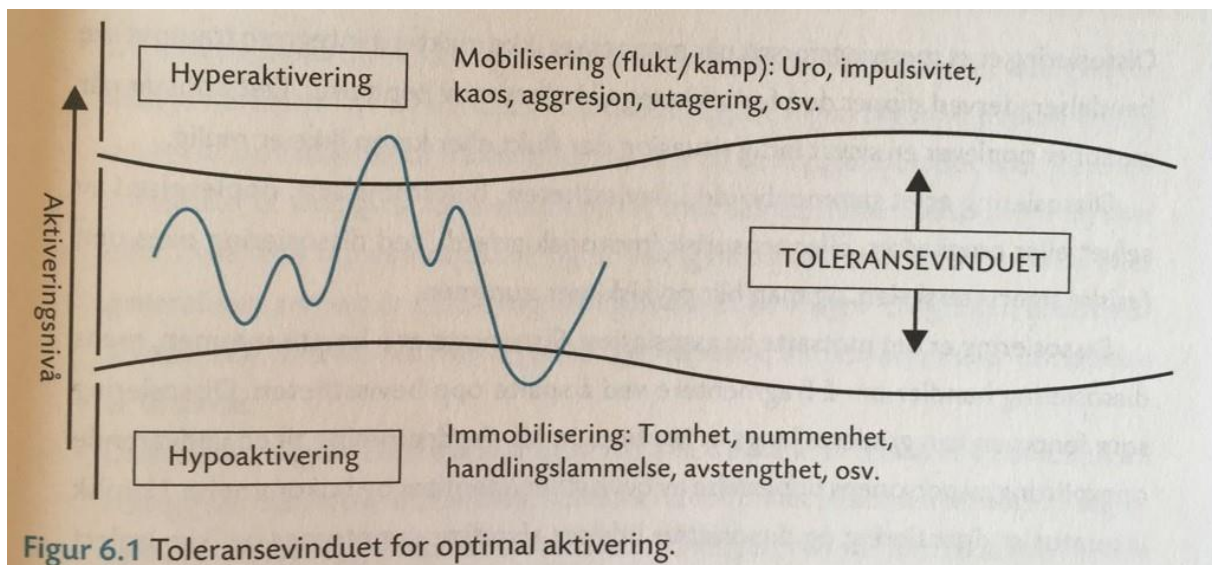 Hyperaktivering
Mobilisering (flukt/kamp): Uro, impulsivitet,
kaos, aggresjon, utagering, osv.
Aktiveringsnivå
TOLERANSEVINDUET
Hypoaktivering
Immobilisering: Tomhet, nummenhet,
handlingslammelse, avstengthet, osv.
Figur 6.1 Toleransevinduet for optimal aktivering.